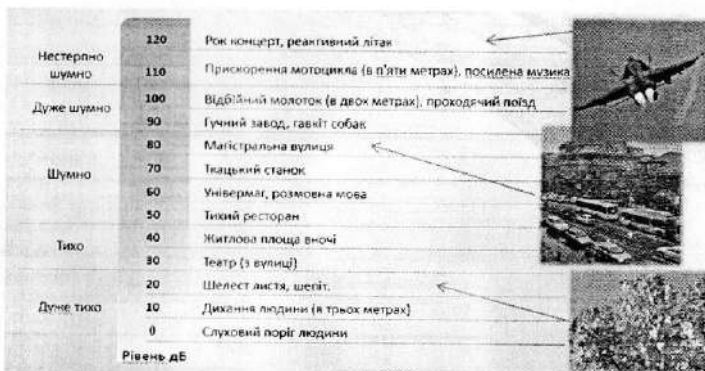 120 Рок концерт, реактивний літак
Нестерпно шумно
110 Прискорення мотоцикла (в п'яти метрах), посилена музика
100 Відбійний молоток (в двох метрах), проходячий поїзд
Дуже шумно
90 Гучний завод, гавкіт собак
80 Магістральна вулиця
Шумно
70 Ткацький станок
60 Універмаг, розмовна мова
50 Тихий ресторан
Тихо
40 Житлова площа вночі
30 Театр (з вулиці)
20 Шелест листя, шепіт.
Дуже тихо
10 Дихання людини (в трьох метрах)
0 Слуховий поріг людини
Рівень дБ